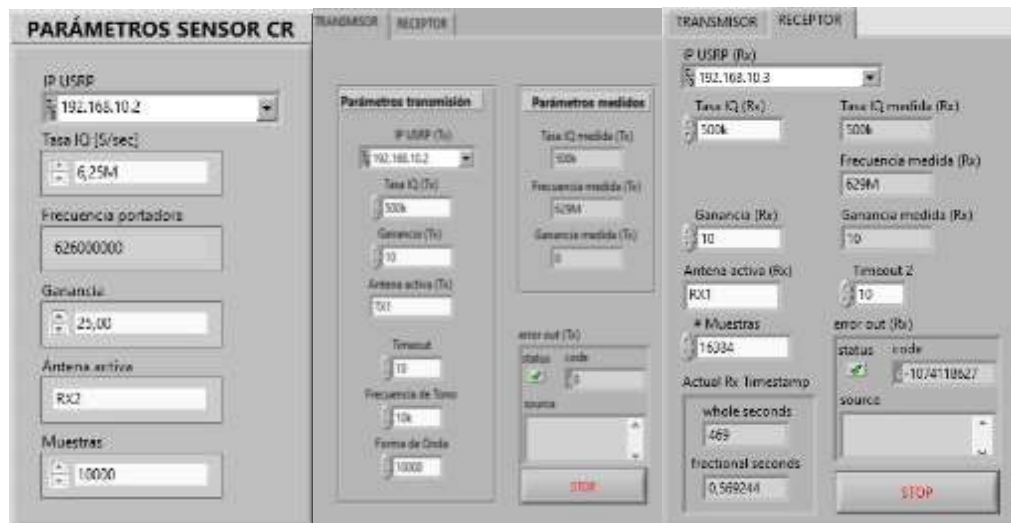 PARÁMETROS SENSOR CR
IP USRP
192.168.10.2
Tasa IQ [S/sec]
6,25M
Frecuencia portadora
626000000
Ganancia
25,00
Antena activa
RX2
Muestras
10000
TRANSMISOR RECEPTOR
Parámetros transmisión
IP USRP (Tx)
192.168.10.2
Tasa IQ (Tx)
500k
Ganancia (Tx)
10
Antena activa (Tx)
TX1
Timeout
10
Frecuencia de Tono
10k
Forma de Onda
10000
Parámetros medidos
Tasa IQ medida (Tx)
500k
Frecuencia medida (Tx)
629M
Ganancia medida (Tx)
0
error out (Tx)
status code
0
source
STOP
TRANSMISOR RECEPTOR
IP USRP (Rx)
192.168.10.3
Tasa IQ (Rx)
500k
Tasa IQ medida (Rx)
500k
Frecuencia medida (Rx)
629M
Ganancia (Rx)
10
Ganancia medida (Rx)
10
Antena activa (Rx)
RX1
Timeout 2
10
# Muestras
16384
Actual Rx Timestamp
whole seconds
469
fractional seconds
0,569244
error out (Rx)
status code
-1074118627
source
STOP